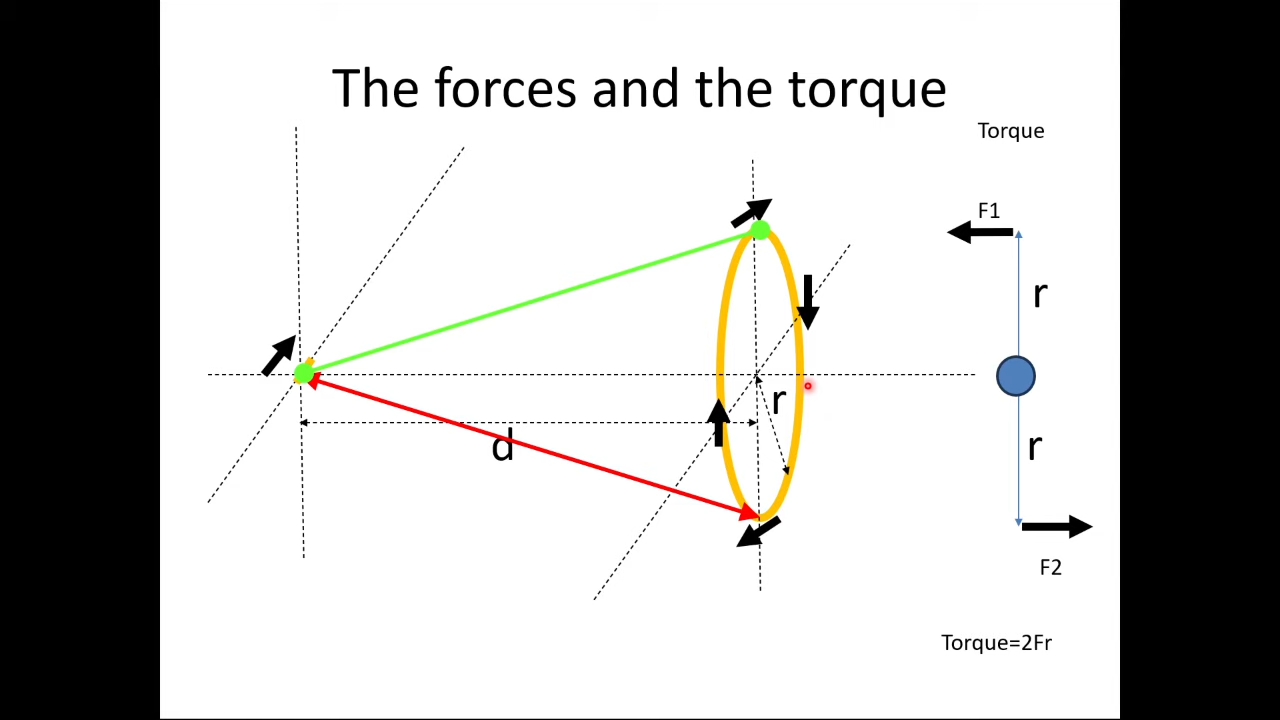 The forces and the torque
Torque
F1
r
r
d
r
F2
Torque=2Fr